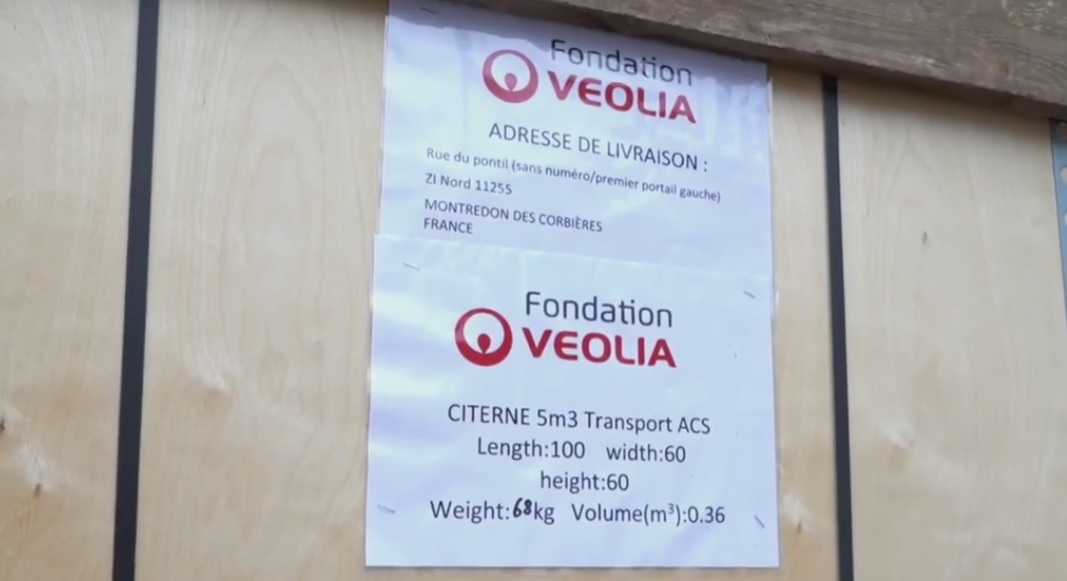 Fondation
VEOLIA
ADRESSE DE LIVRAISON :
Rue du pontil (sans numéro/premier portail gauche)
ZI Nord 11255
MONTREDON DES CORBIÈRES
FRANCE
Fondation
VEOLIA
CITERNE 5m3 Transport ACS
Length:100 width:60
height:60
Weight:68kg Volume(m³):0.36